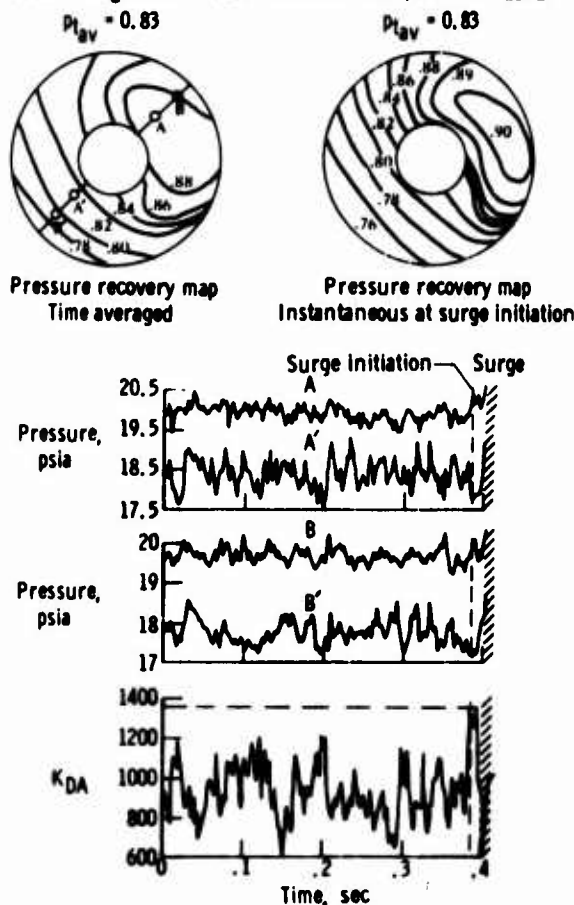 Pt_av = 0.83
Pt_av = 0.83
A
.88
.86
.84
.82
.80
.78
A'
.89
.88
.86
.84
.82
.80
.78
.76
.90
Pressure recovery map
Time averaged
Pressure recovery map
Instantaneous at surge initiation
Surge initiation
Surge
20.5
19.5
18.5
17.5
Pressure,
psia
A
A'
20
19
18
17
Pressure,
psia
B
B'
1400
1200
1000
800
600
K_DA
0 .1 .2 .3 .4
Time, sec